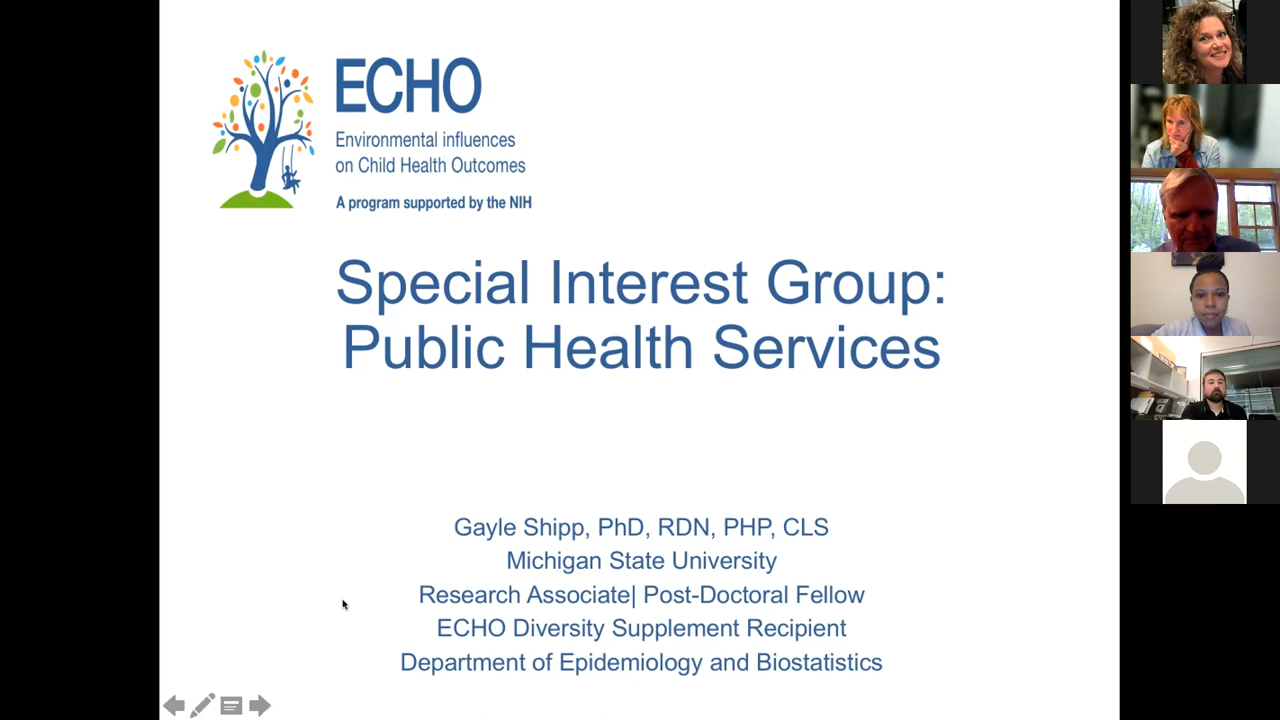 ECHO
Environmental influences
on Child Health Outcomes
A program supported by the NIH
Special Interest Group:
Public Health Services
Gayle Shipp, PhD, RDN, PHP, CLS
Michigan State University
Research Associate| Post-Doctoral Fellow
ECHO Diversity Supplement Recipient
Department of Epidemiology and Biostatistics